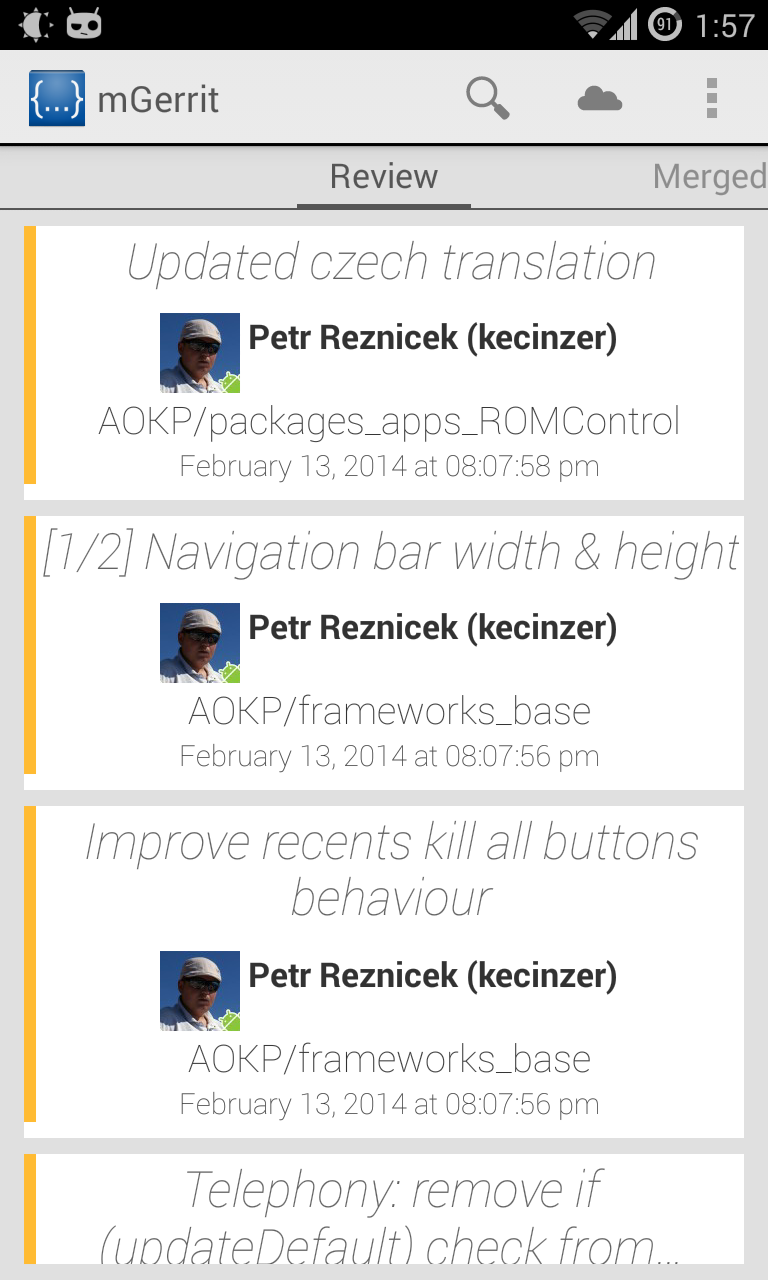 91 1:57
{...} mGerrit
Review Merged
Updated czech translation
Petr Reznicek (kecinzer)
AOKP/packages_apps_ROMControl
February 13, 2014 at 08:07:58 pm
[1/2] Navigation bar width & height
Petr Reznicek (kecinzer)
AOKP/frameworks_base
February 13, 2014 at 08:07:56 pm
Improve recents kill all buttons
behaviour
Petr Reznicek (kecinzer)
AOKP/frameworks_base
February 13, 2014 at 08:07:56 pm
Telephony: remove if
(updateDefault) check from...